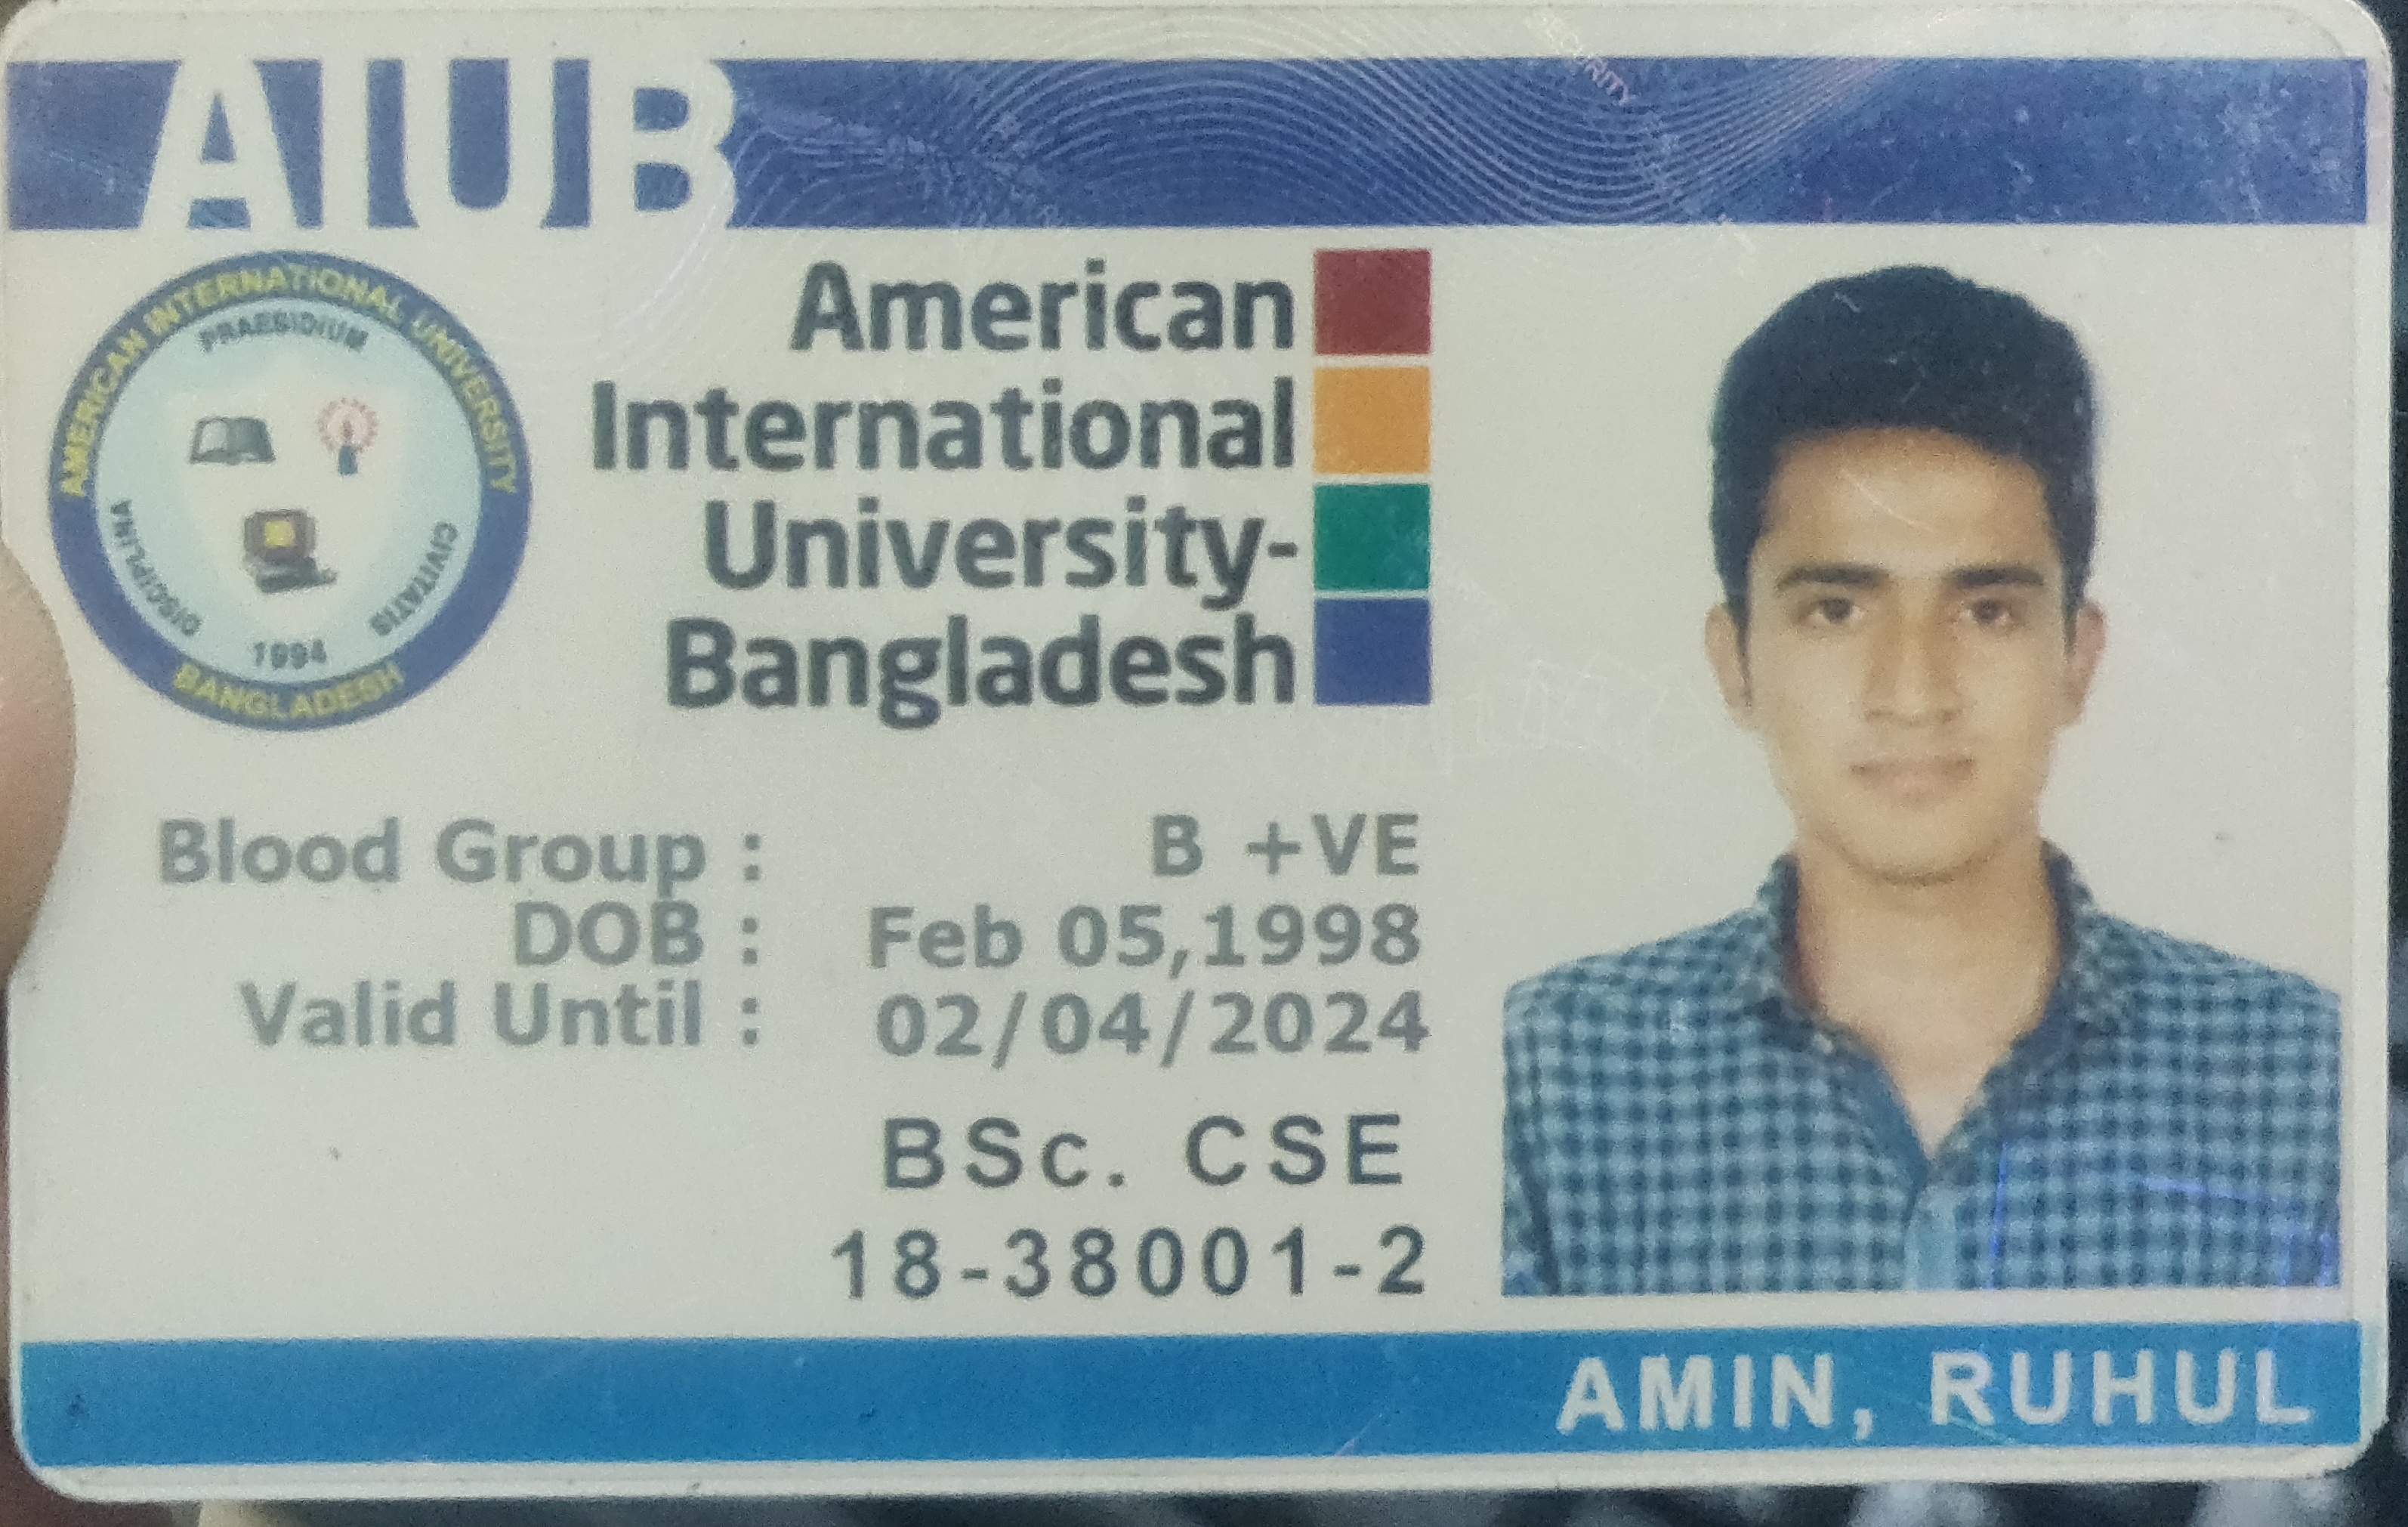 AIUB
AMERICAN INTERNATIONAL UNIVERSITY
PRAESIDIUM
DISCIPLINA
CIVITATIS
1994
BANGLADESH
American
International
University-
Bangladesh
Blood Group : B +VE
DOB : Feb 05,1998
Valid Until : 02/04/2024
BSc. CSE
18-38001-2
AMIN, RUHUL